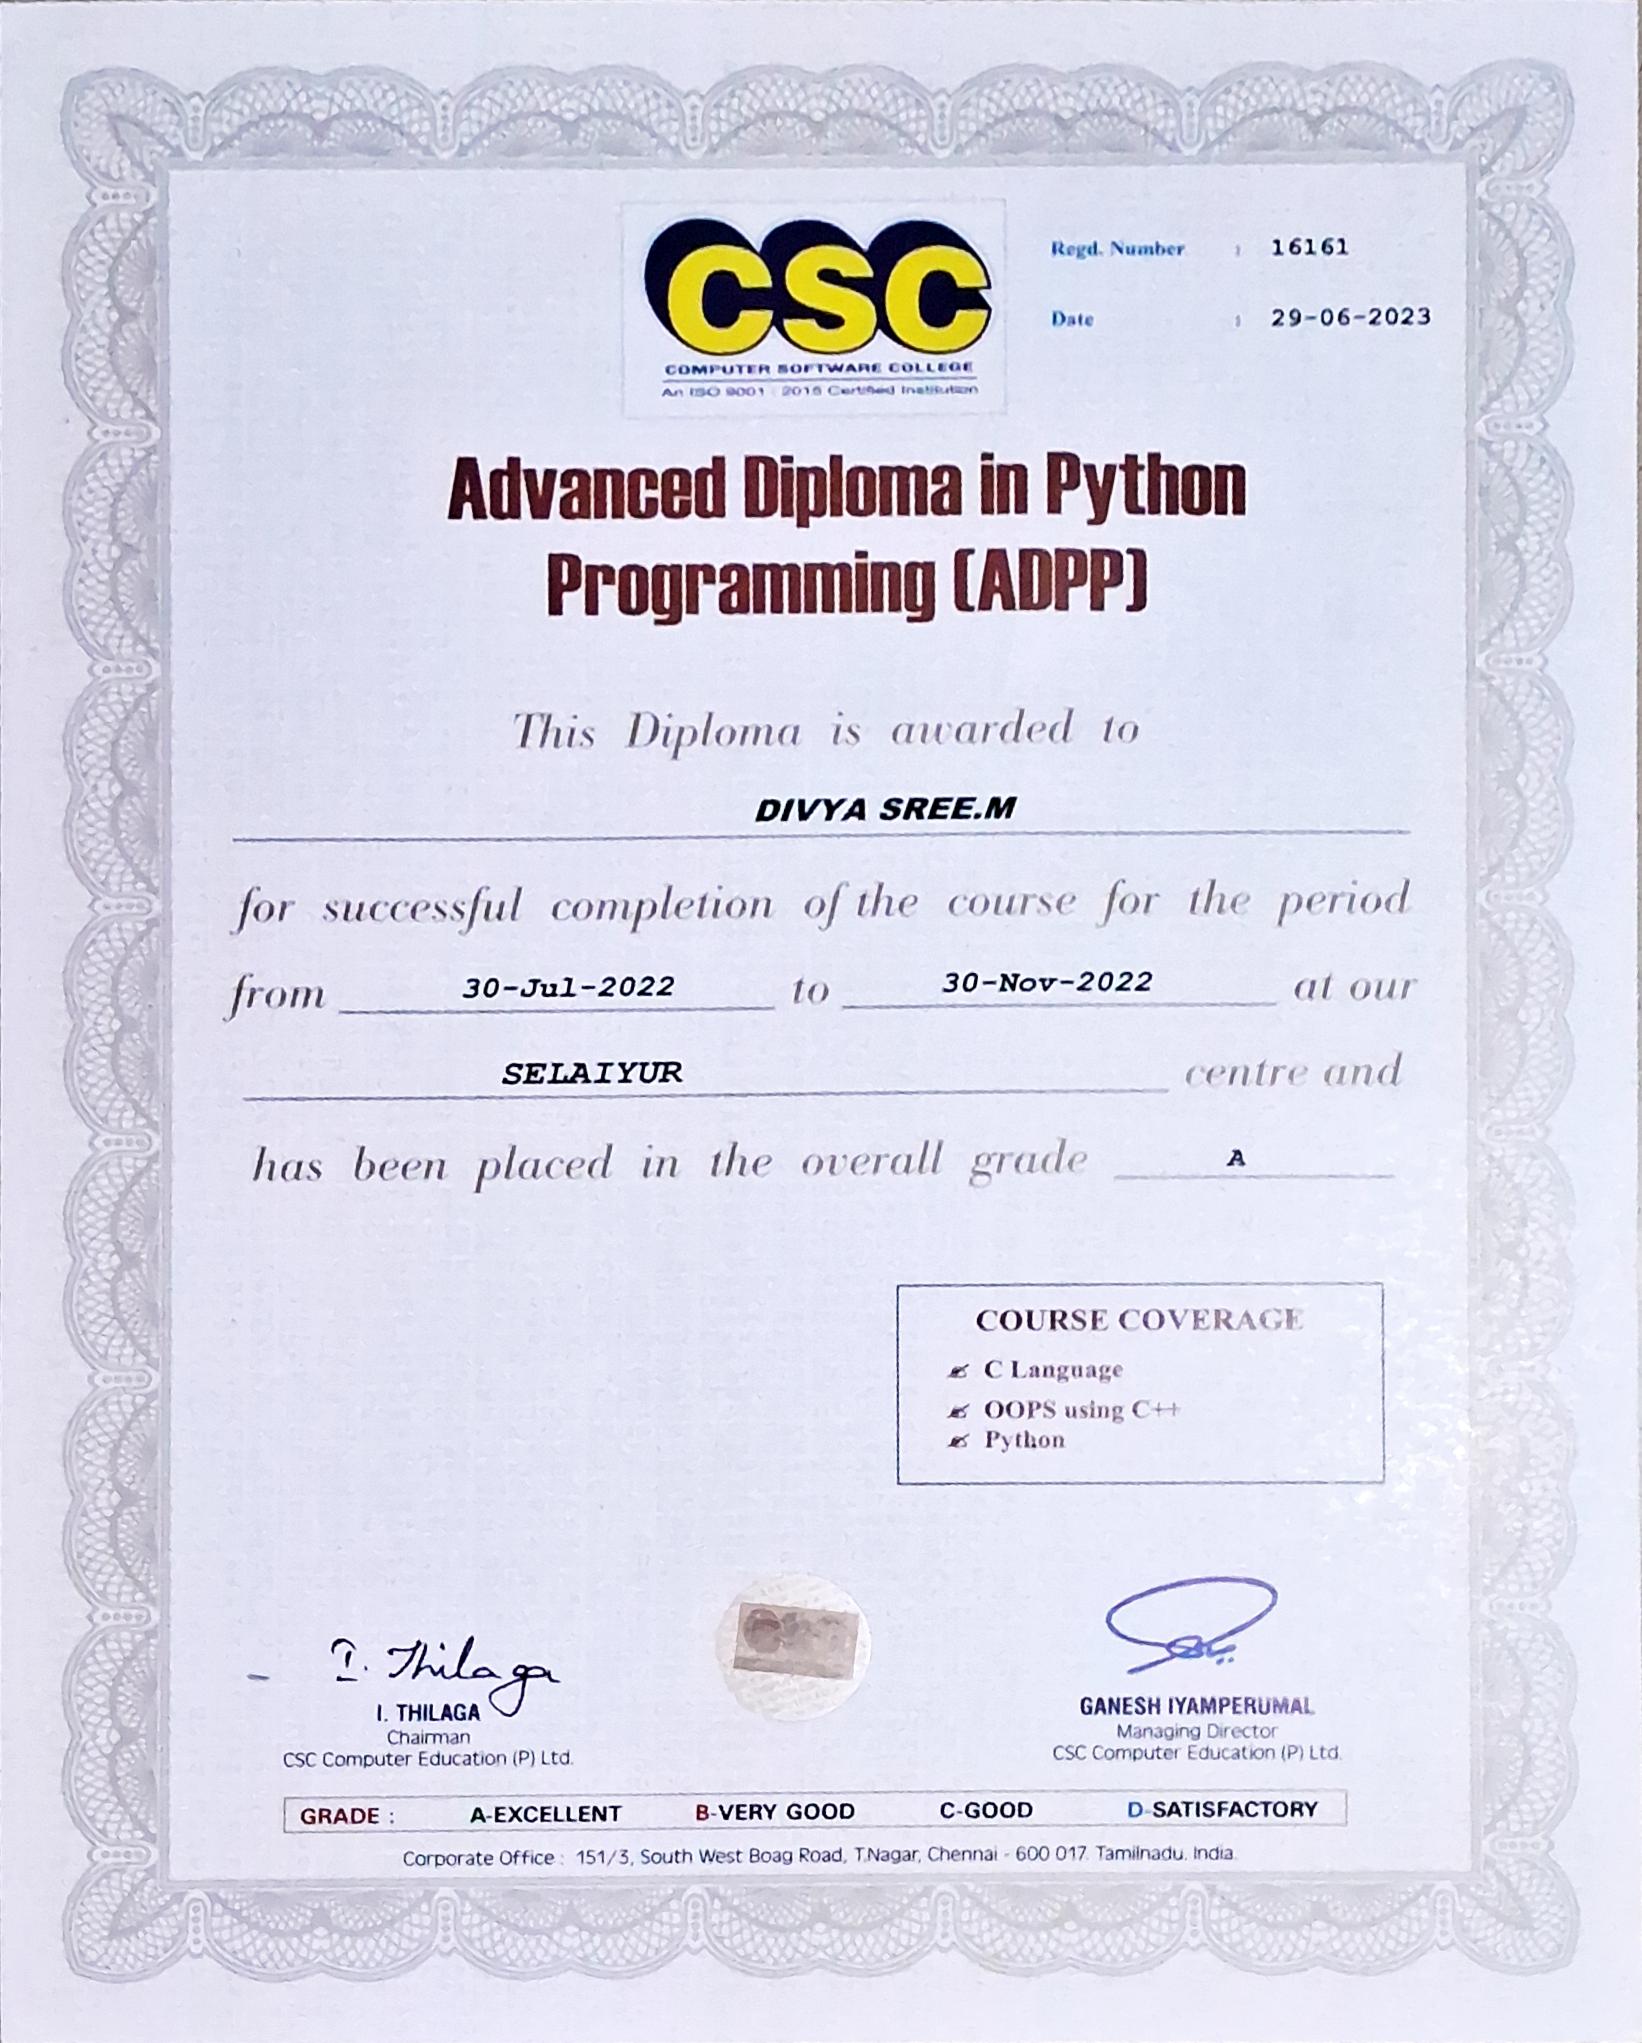 CSC
COMPUTER SOFTWARE COLLEGE
An ISO 9001 : 2015 Certified Institution
Regd. Number : 16161
Date : 29-06-2023
Advanced Diploma in Python
Programming (ADPP)
This Diploma is awarded to
DIVYA SREE.M
for successful completion of the course for the period
from 30-Jul-2022 to 30-Nov-2022 at our
SELAIYUR centre and
has been placed in the overall grade A
COURSE COVERAGE
C Language
OOPS using C++
Python
I. Thilaga
I. THILAGA
Chairman
CSC Computer Education (P) Ltd.
GANESH IYAMPERUMAL
Managing Director
CSC Computer Education (P) Ltd.
GRADE : A-EXCELLENT B-VERY GOOD C-GOOD D-SATISFACTORY
Corporate Office : 151/3, South West Boag Road, T.Nagar, Chennai - 600 017. Tamilnadu. India.